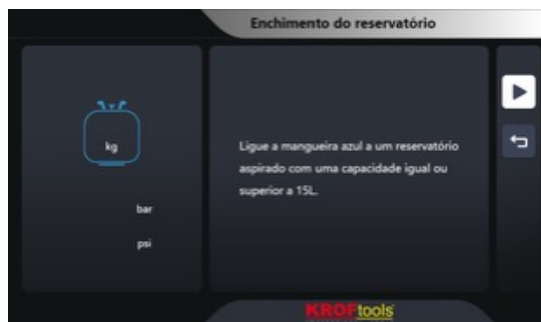 Enchimento do reservatório
kg
bar
psi
Ligue a mangueira azul a um reservatório
aspirado com uma capacidade igual ou
superior a 15L.
KROFtools